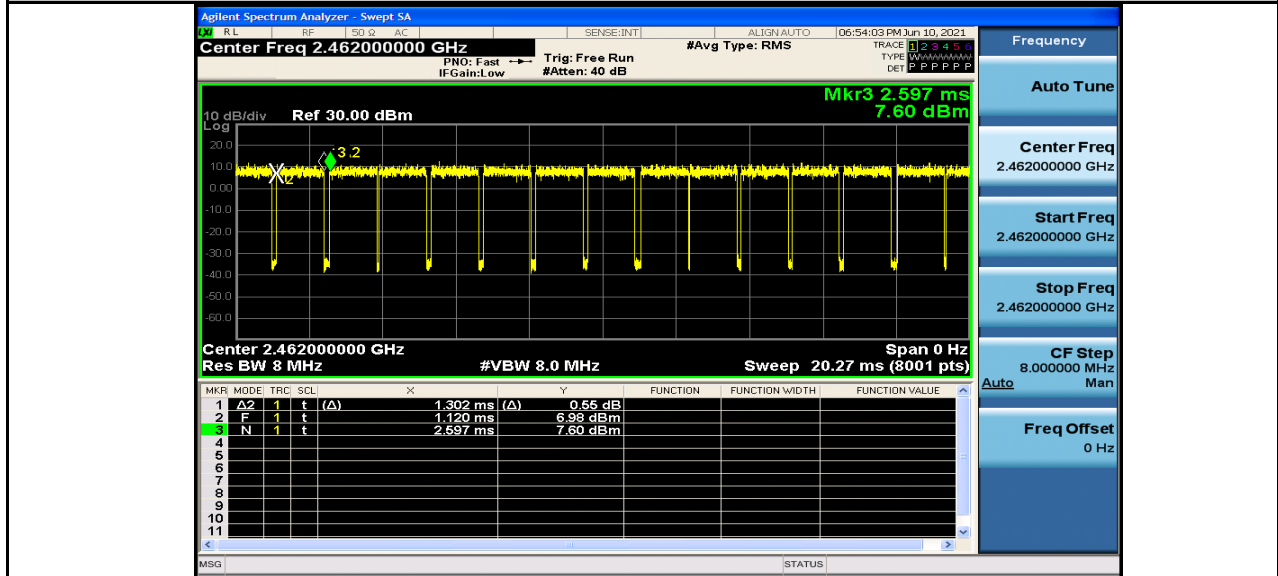 Agilent Spectrum Analyzer - Swept SA
LXI RL RF 50 Ω AC SENSE:INT ALIGN AUTO 06:54:03 PM Jun 10, 2021
Center Freq 2.462000000 GHz
PNO: Fast
IFGain:Low
Trig: Free Run
#Atten: 40 dB
#Avg Type: RMS
TRACE 1 2 3 4 5 6
TYPE W
DET P P P P P P
Mkr3 2.597 ms
7.60 dBm
10 dB/div Ref 30.00 dBm
Log
20.0
10.0
0.00
-10.0
-20.0
-30.0
-40.0
-50.0
-60.0
Center 2.462000000 GHz Span 0 Hz
Res BW 8 MHz #VBW 8.0 MHz Sweep 20.27 ms (8001 pts)
MKR MODE TRC SCL X Y FUNCTION FUNCTION WIDTH FUNCTION VALUE
1 Δ2 1 t (Δ) 1.302 ms (Δ) 0.55 dB
2 F 1 t 1.120 ms 6.98 dBm
3 N 1 t 2.597 ms 7.60 dBm
4
5
6
7
8
9
10
11
MSG STATUS
Frequency
Auto Tune
Center Freq
2.462000000 GHz
Start Freq
2.462000000 GHz
Stop Freq
2.462000000 GHz
CF Step
8.000000 MHz
Auto Man
Freq Offset
0 Hz